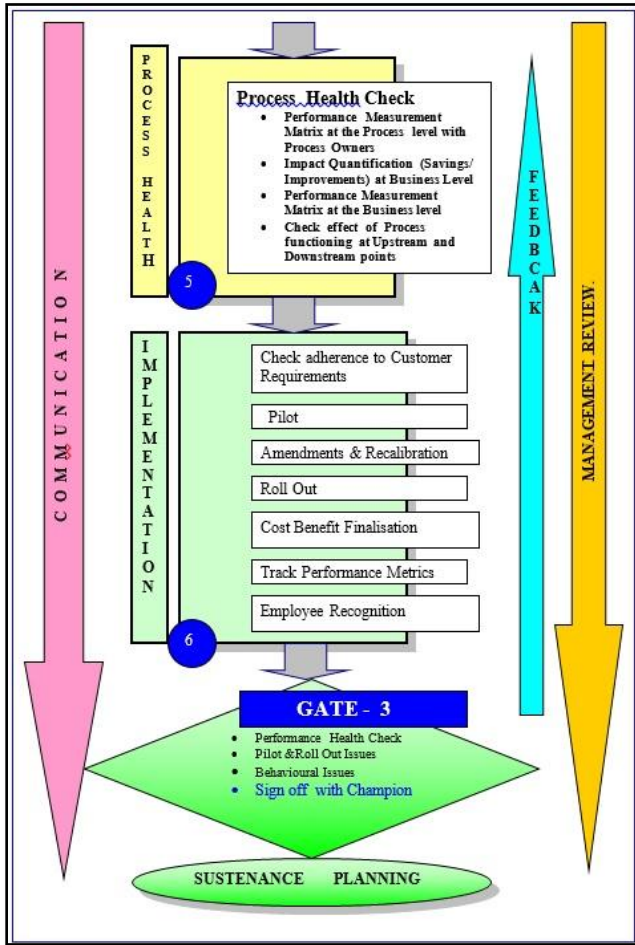 COMMUNICATION
PROCESS HEALTH
Process Health Check
• Performance Measurement
Matrix at the Process level with
Process Owners
• Impact Quantification (Savings/
Improvements) at Business Level
• Performance Measurement
Matrix at the Business level
• Check effect of Process
functioning at Upstream and
Downstream points
5
IMPLEMENTATION
Check adherence to Customer
Requirements
Pilot
Amendments & Recalibration
Roll Out
Cost Benefit Finalisation
Track Performance Metrics
Employee Recognition
6
FEEDBCAK
MANAGEMENT REVIEW.
GATE - 3
• Performance Health Check
• Pilot &Roll Out Issues
• Behavioural Issues
• Sign off with Champion
SUSTENANCE PLANNING